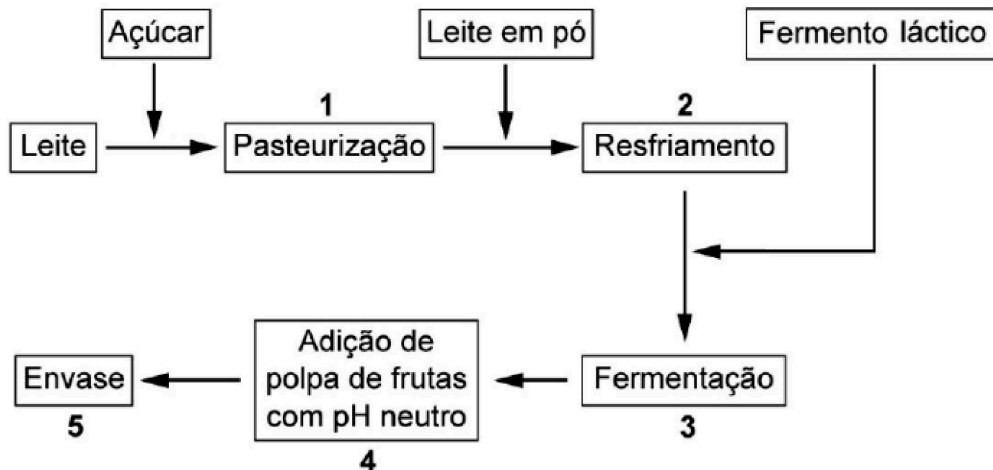 Açúcar
Leite em pó
Fermento láctico
1
2
Leite
Pasteurização
Resfriamento
Adição de
polpa de frutas
com pH neutro
Envase
Fermentação
5
4
3